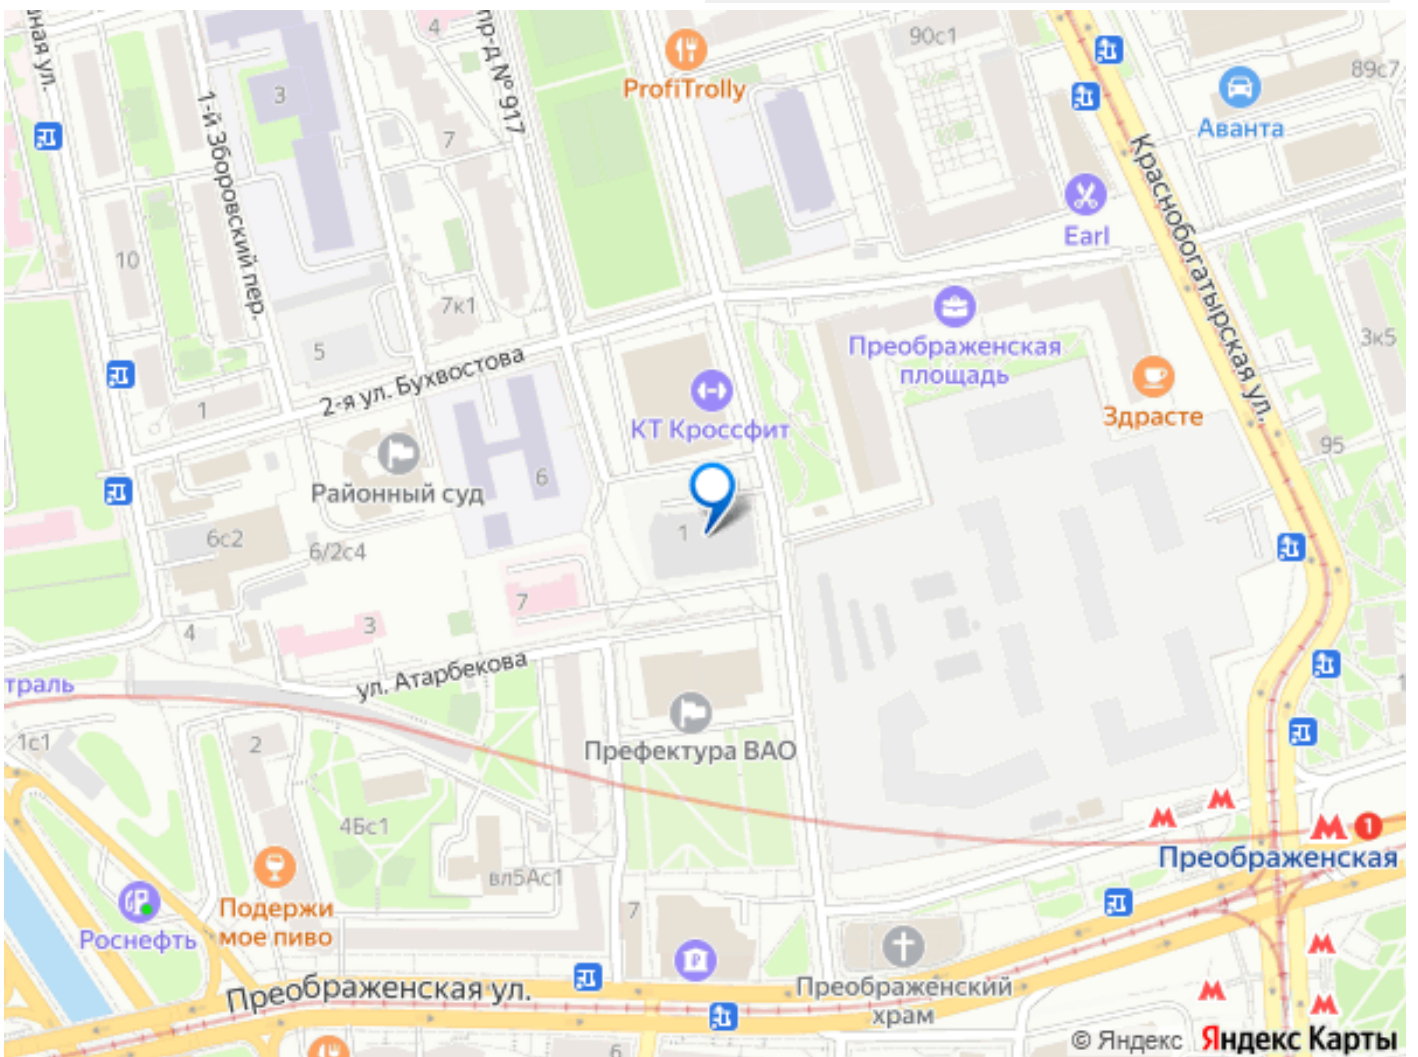 4
90с1
ProfiTrolly
89с7
ная ул.
пр-д № 917
Аванта
3
1-й Зборовский пер.
7
Краснобогатырская ул.
Earl
10
7к1
Преображенская
площадь
3к5
5
2-я ул. Бухвостова
КТ Кроссфит
Здрасте
1
95
Районный суд
6
6с2
6/2с4
1
7
3
4
ул. Атарбекова
траль
1с1
2
Префектура ВАО
4Бс1
1
Преображенская
вл5Ас1
Подержи
мое пиво
Роснефть
7
Преображенская ул.
Преображенский
храм
6
© Яндекс Яндекс Карты